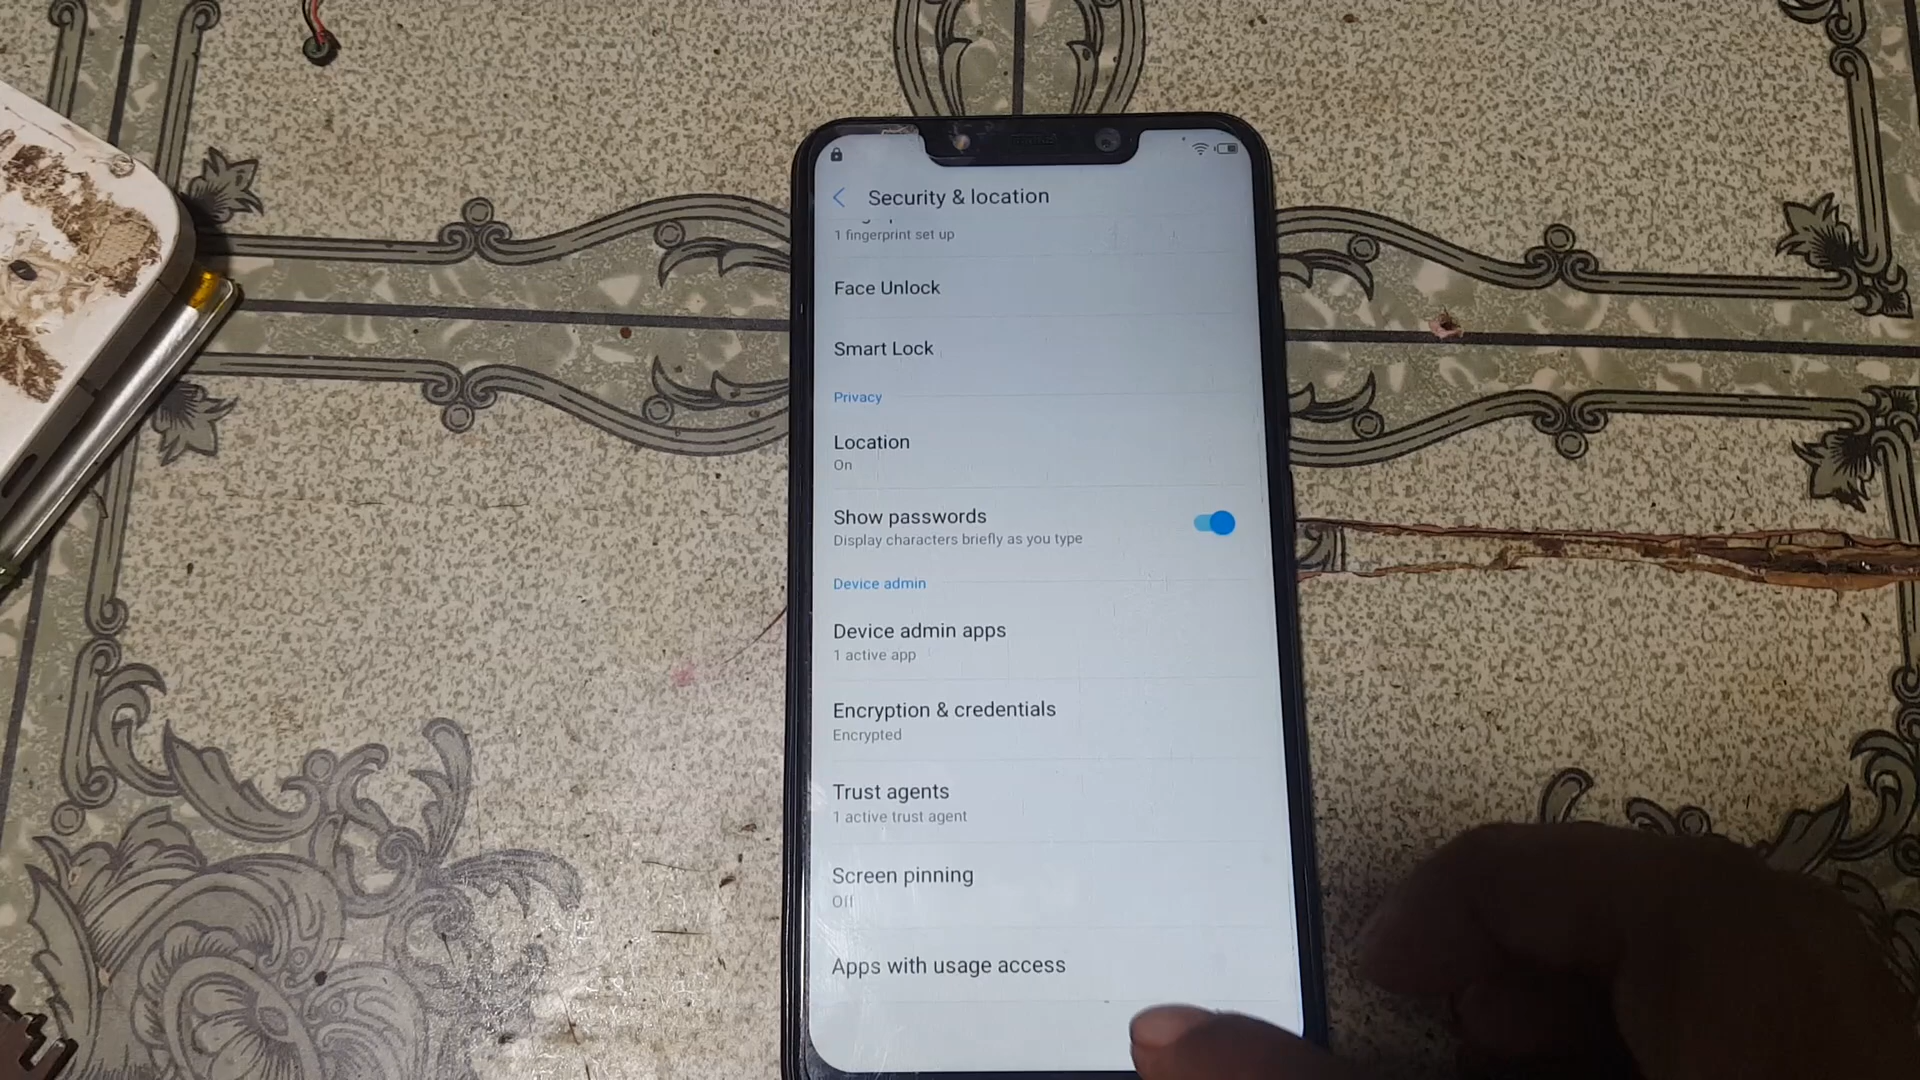 Security & location
1 fingerprint set up
Face Unlock
Smart Lock
Privacy
Location
On
Show passwords
Display characters briefly as you type
Device admin
Device admin apps
1 active app
Encryption & credentials
Encrypted
Trust agents
1 active trust agent
Screen pinning
Off
Apps with usage access